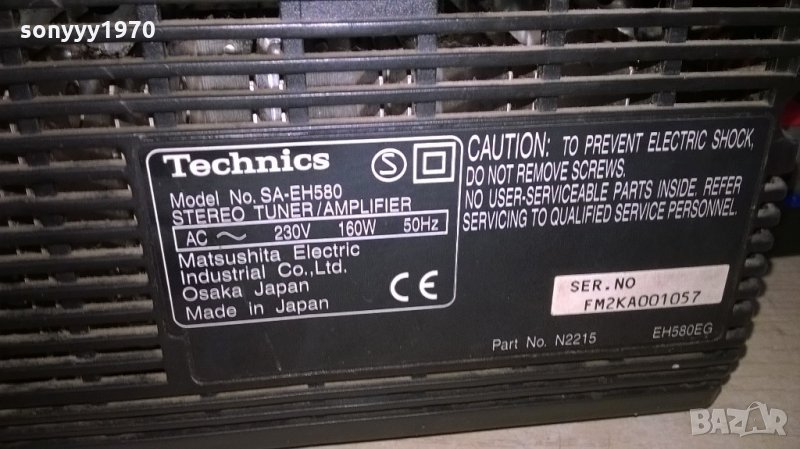 sonyyy1970
Technics
S
Model No. SA-EH580
STEREO TUNER/AMPLIFIER
AC ~ 230V 160W 50Hz
Matsushita Electric
Industrial Co.,Ltd.
Osaka Japan
Made in Japan
CE
CAUTION: TO PREVENT ELECTRIC SHOCK,
DO NOT REMOVE SCREWS.
NO USER-SERVICEABLE PARTS INSIDE. REFER
SERVICING TO QUALIFIED SERVICE PERSONNEL.
SER.NO
FM2KA001057
Part No. N2215
EH580EG
BAZAR